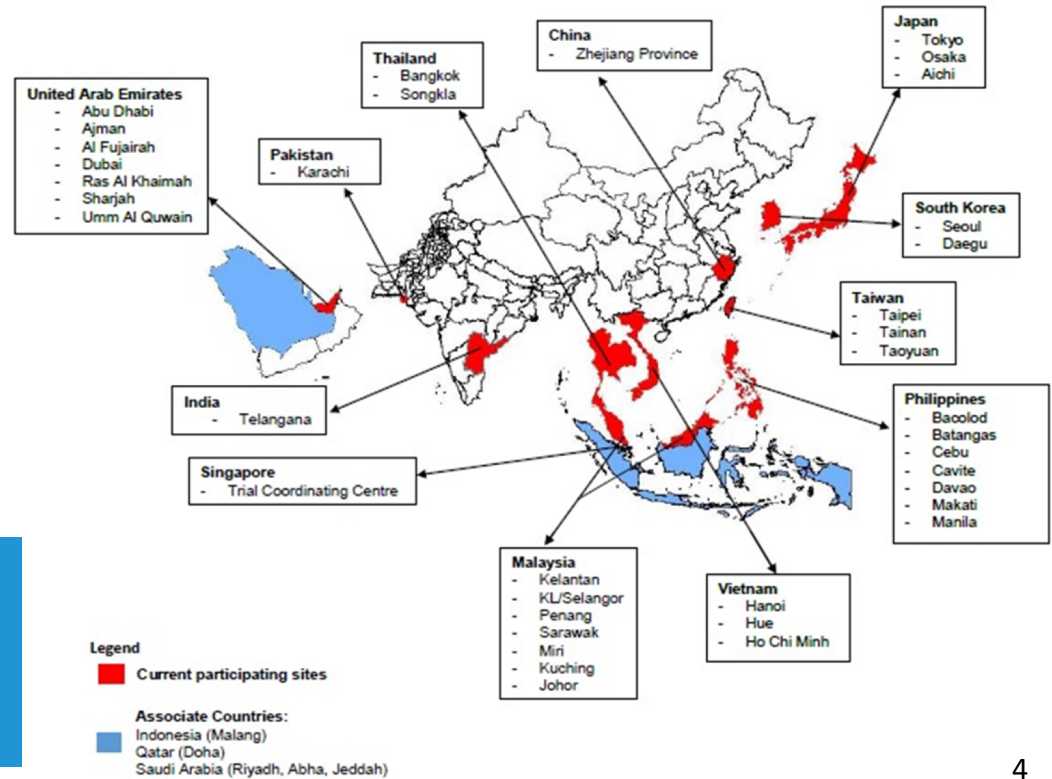 United Arab Emirates
- Abu Dhabi
- Ajman
- Al Fujairah
- Dubai
- Ras Al Khaimah
- Sharjah
- Umm Al Quwain
Pakistan
- Karachi
Thailand
- Bangkok
- Songkla
China
- Zhejiang Province
Japan
- Tokyo
- Osaka
- Aichi
South Korea
- Seoul
- Daegu
Taiwan
- Taipei
- Tainan
- Taoyuan
India
- Telangana
Singapore
- Trial Coordinating Centre
Philippines
- Bacolod
- Batangas
- Cebu
- Cavite
- Davao
- Makati
- Manila
Malaysia
- Kelantan
- KL/Selangor
- Penang
- Sarawak
- Miri
- Kuching
- Johor
Vietnam
- Hanoi
- Hue
- Ho Chi Minh
Legend
Current participating sites
Associate Countries:
Indonesia (Malang)
Qatar (Doha)
Saudi Arabia (Riyadh, Abha, Jeddah)
4